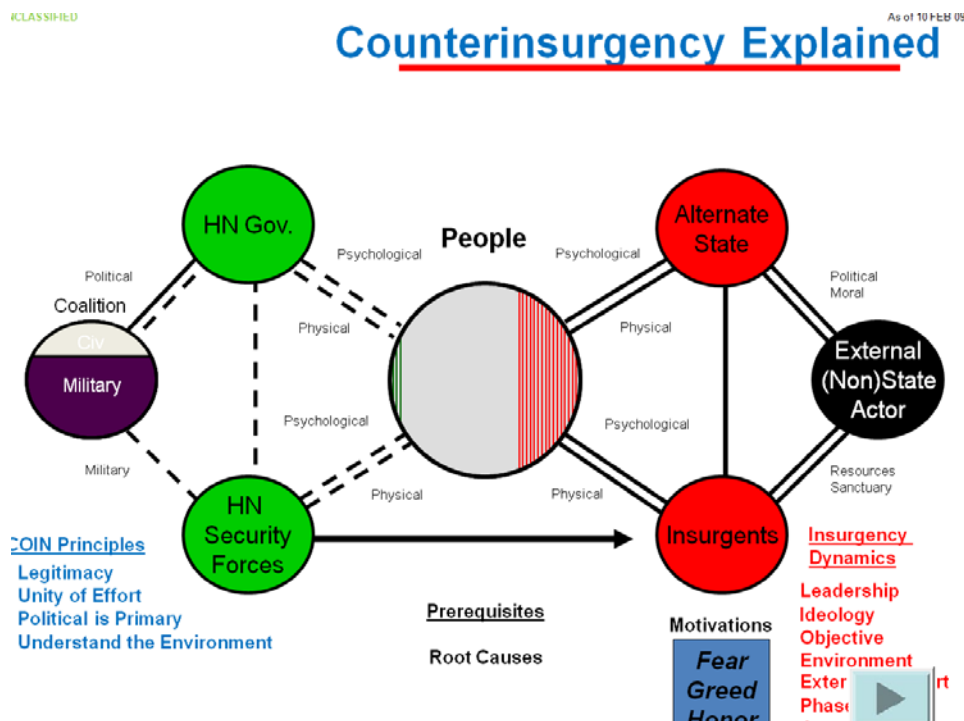 NCLASSIFIED
As of 10 FEB 09
Counterinsurgency Explained
HN Gov.
Psychological
People
Psychological
Alternate
State
Political
Coalition
Physical
Physical
Political
Moral
Civ
Military
External
(Non)State
Actor
Psychological
Psychological
Military
Physical
Physical
Resources
Sanctuary
HN
Security
Forces
Insurgents
COIN Principles
Legitimacy
Unity of Effort
Political is Primary
Understand the Environment
Prerequisites
Root Causes
Motivations
Fear
Greed
Honor
Insurgency
Dynamics
Leadership
Ideology
Objective
Environment